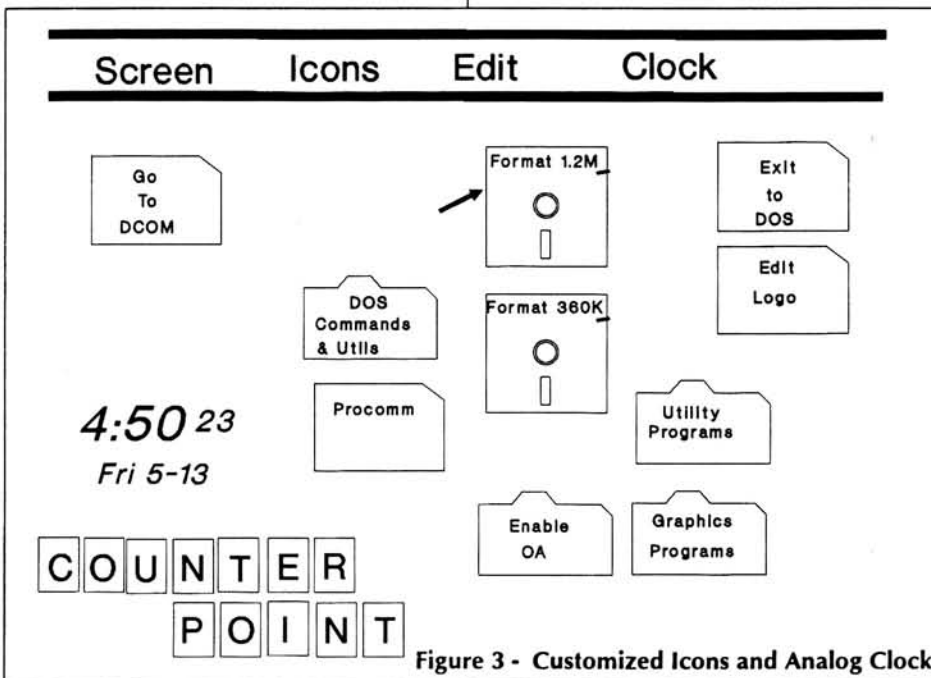 Screen Icons Edit Clock
Go
To
DCOM
Format 1.2M
Exit
to
DOS
Edit
Logo
DOS
Commands
& Utils
Format 360K
Procomm
Utility
Programs
4:50 23
Fri 5-13
Enable
OA
Graphics
Programs
COUNTER
POINT
Figure 3 - Customized Icons and Analog Clock